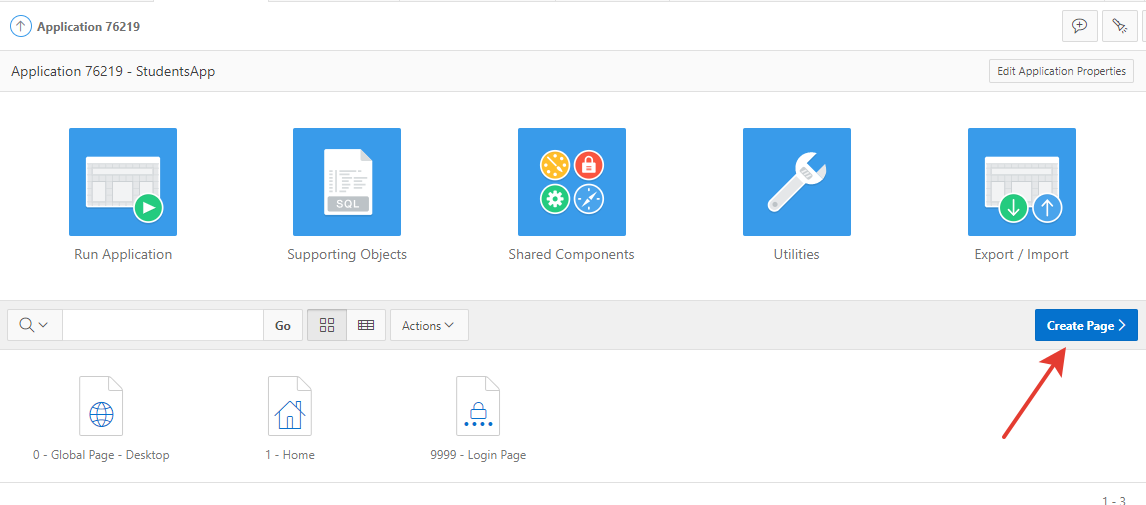 Application 76219
Application 76219 - StudentsApp
Edit Application Properties
SQL
Run Application
Supporting Objects
Shared Components
Utilities
Export / Import
Go
Actions
Create Page
0 - Global Page - Desktop
1 - Home
9999 - Login Page
1 - 3